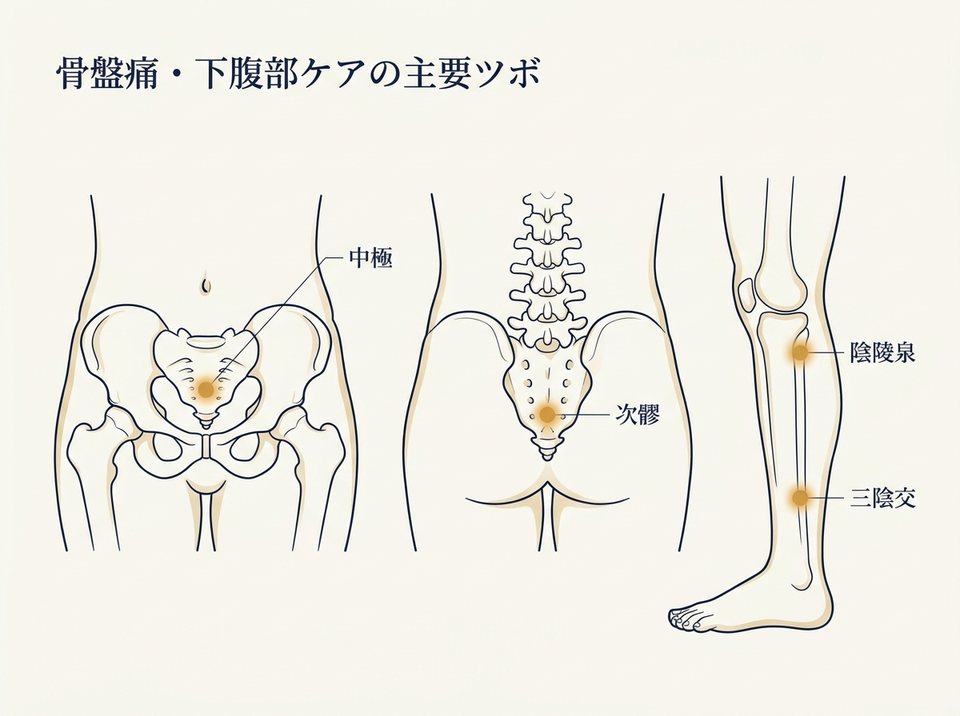 骨盤痛・下腹部ケアの主要ツボ
中極
次髎
陰陵泉
三陰交